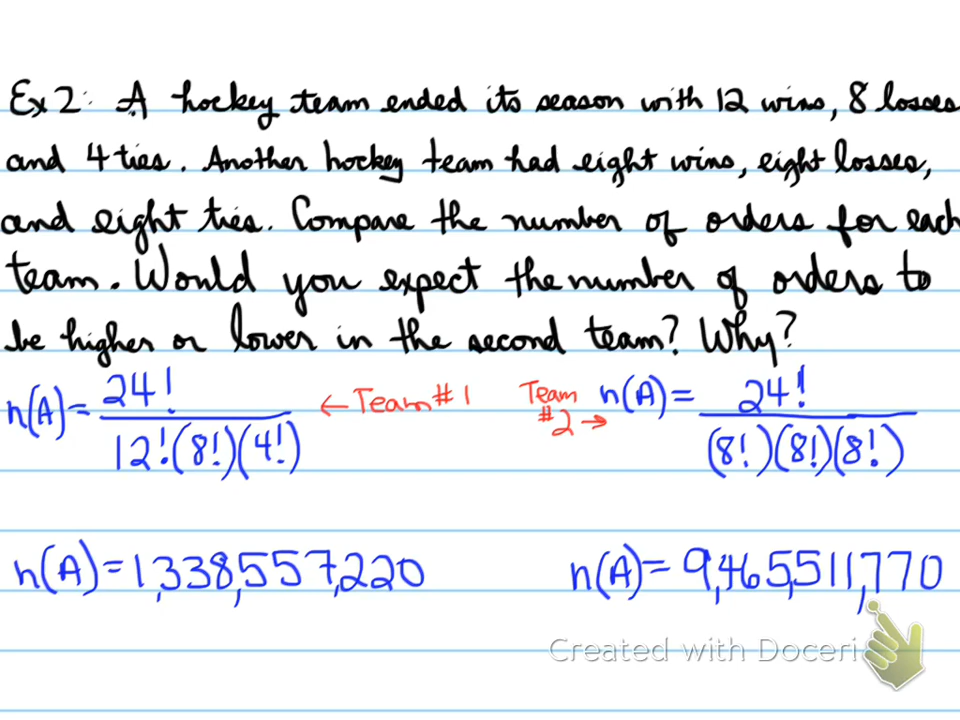 Ex 2: A hockey team ended its season with 12 wins, 8 losses
and 4 ties. Another hockey team had eight wins, eight losses,
and eight ties. Compare the number of orders for each
team. Would you expect the number of orders to
be higher or lower in the second team? Why?
n(A) = 24! / 12!(8!)(4!) ← Team #1
Team #2 → n(A) = 24! / (8!)(8!)(8!)
n(A) = 1,338,557,220
n(A) = 9,465,511,770
Created with Doceri